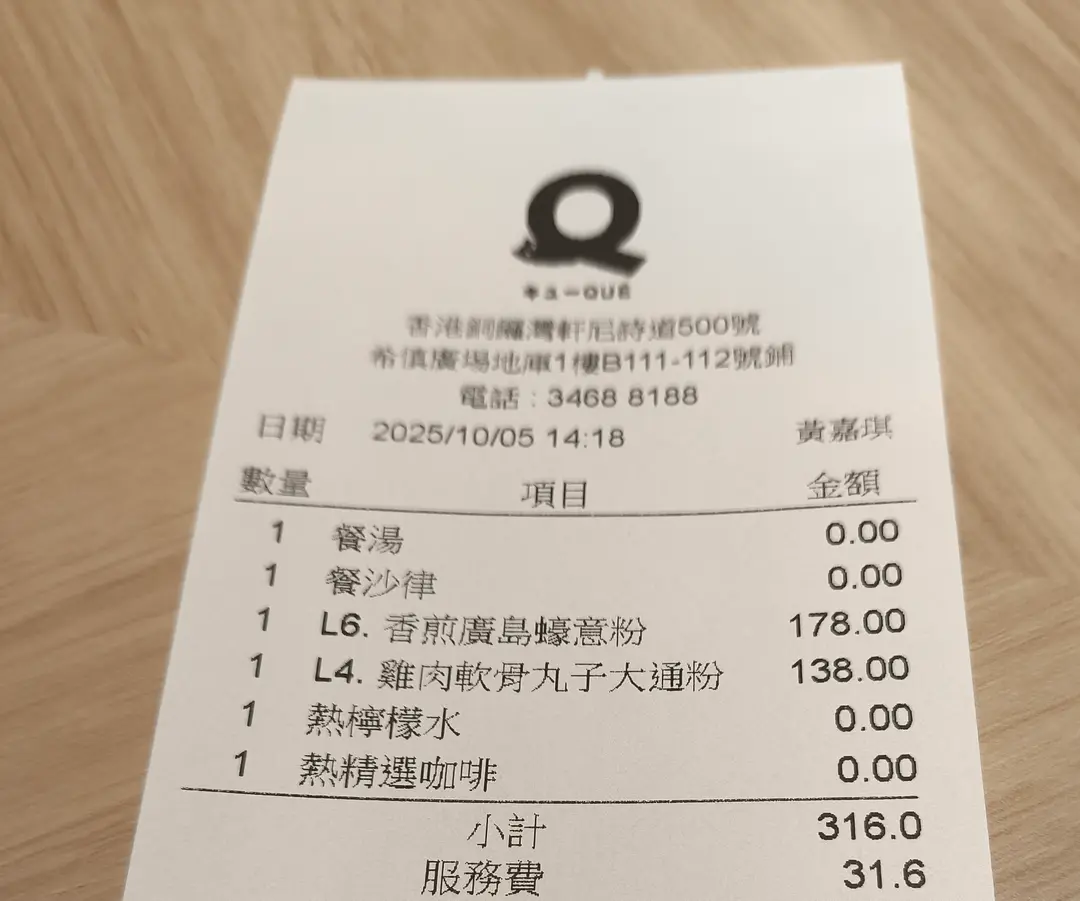 Q
キューQUE
香港銅鑼灣軒尼詩道500號
希慎廣場地庫1樓B111-112號鋪
電話：3468 8188
日期 2025/10/05 14:18 黃嘉琪
數量 項目 金額
1 餐湯 0.00
1 餐沙律 0.00
1 L6. 香煎廣島蠔意粉 178.00
1 L4. 雞肉軟骨丸子大通粉 138.00
1 熱檸檬水 0.00
1 熱精選咖啡 0.00
小計 316.0
服務費 31.6